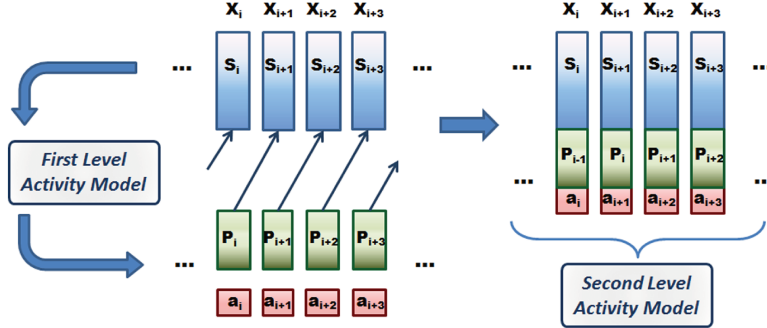 Xi Xi+1 Xi+2 Xi+3
... Si Si+1 Si+2 Si+3 ...
First Level
Activity Model
... Pi Pi+1 Pi+2 Pi+3 ...
ai ai+1 ai+2 ai+3
Xi Xi+1 Xi+2 Xi+3
... Si Si+1 Si+2 Si+3 ...
Pi-1 Pi Pi+1 Pi+2
... ai ai+1 ai+2 ai+3 ...
Second Level
Activity Model